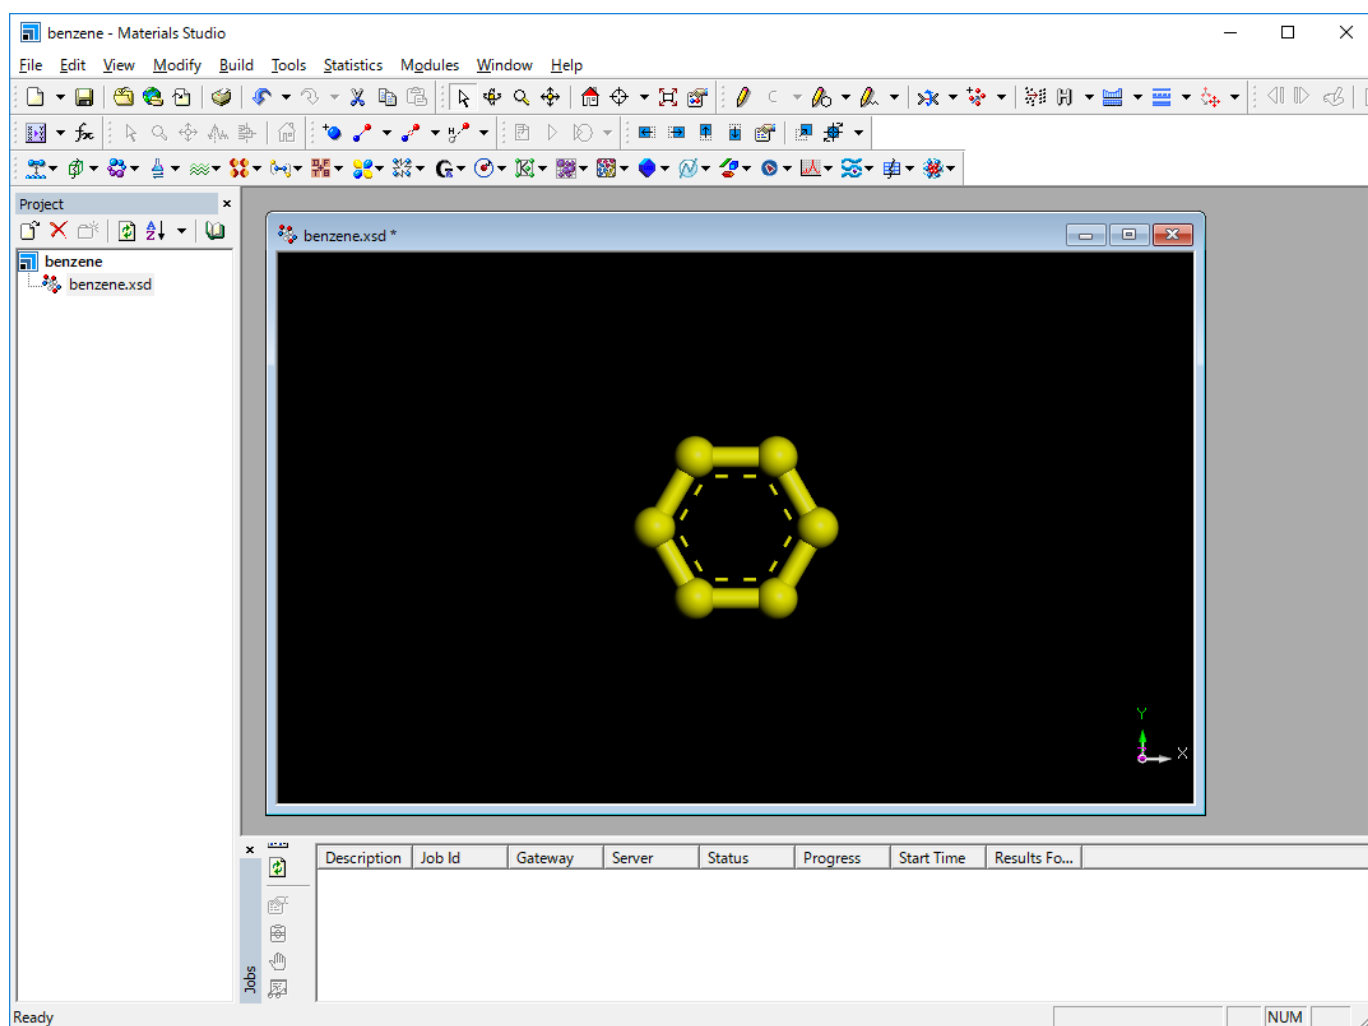 benzene - Materials Studio
File Edit View Modify Build Tools Statistics Modules Window Help
Project
benzene
benzene.xsd
benzene.xsd *
Y
X
Description Job Id Gateway Server Status Progress Start Time Results Fo...
Jobs
Ready NUM